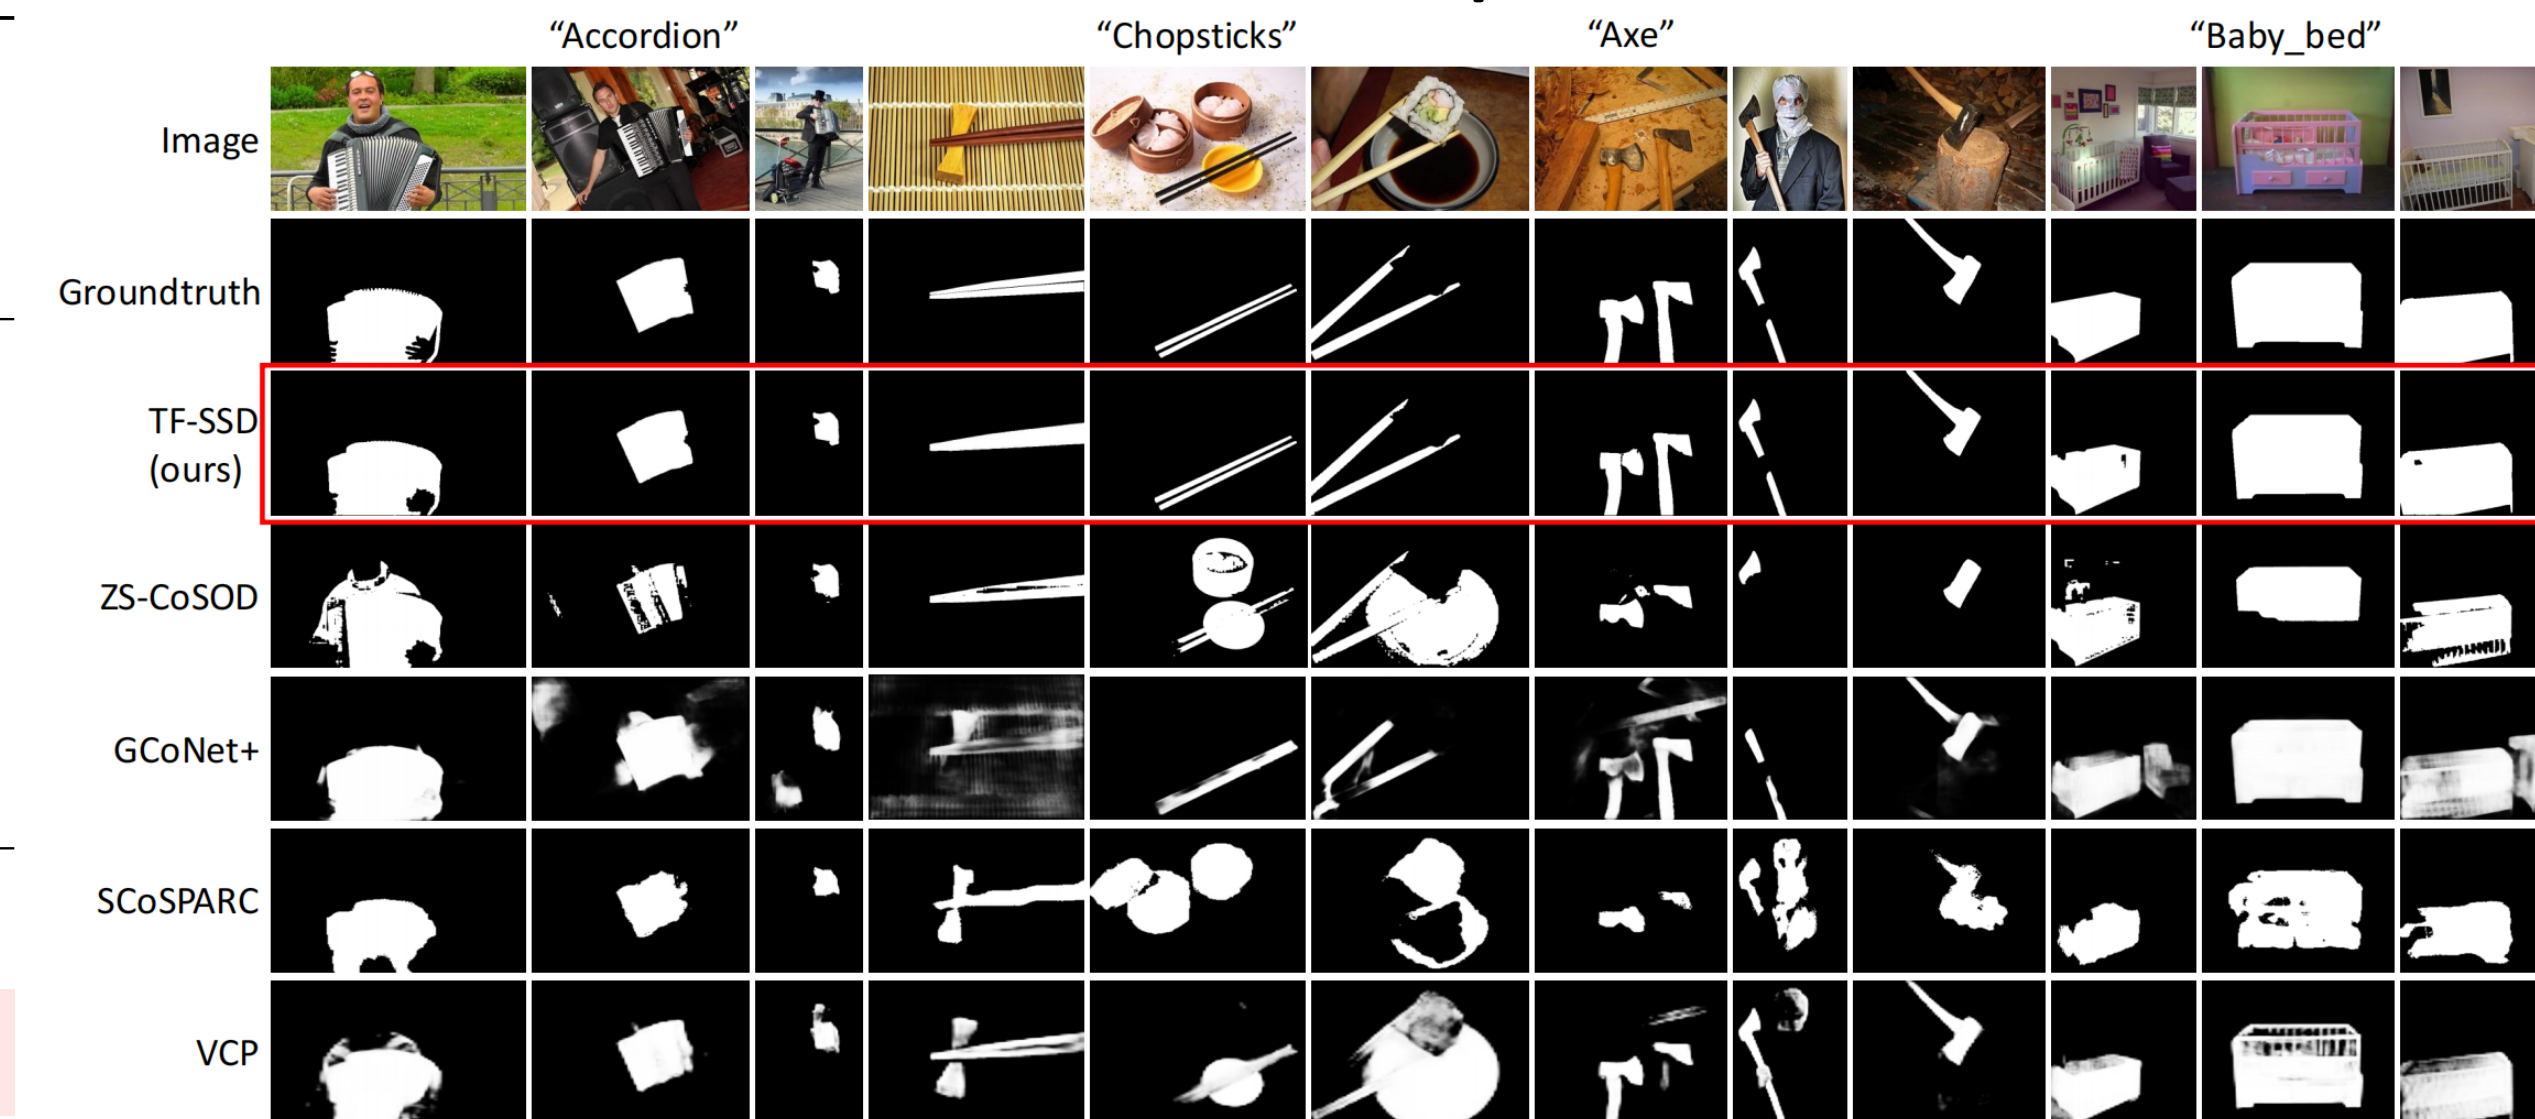 “Accordion” “Chopsticks” “Axe” “Baby_bed”
Image
Groundtruth
TF-SSD
(ours)
ZS-CoSOD
GCoNet+
SCoSPARC
VCP